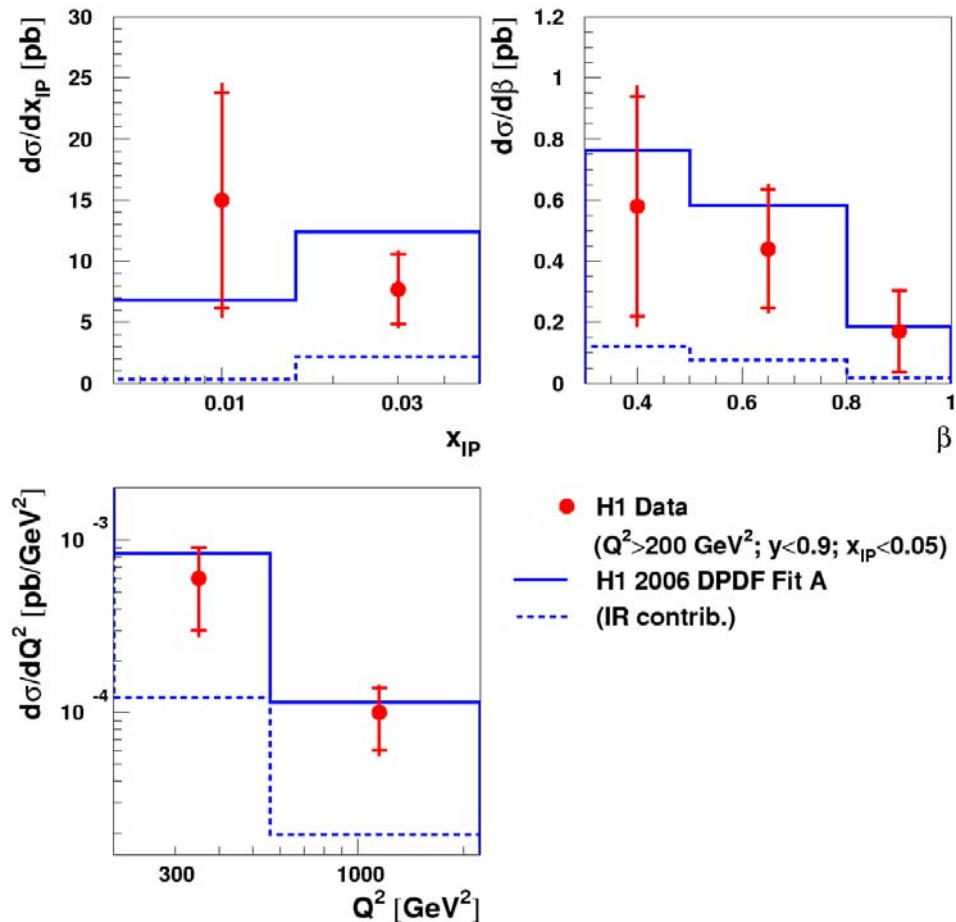 dσ/dx_IP [pb]
30
25
20
15
10
5
0
0.01 0.03
x_IP
dσ/dβ [pb]
1.2
1
0.8
0.6
0.4
0.2
0
0.4 0.6 0.8 1
β
dσ/dQ² [pb/GeV²]
10⁻³
10⁻⁴
300 1000
Q² [GeV²]
H1 Data
(Q²>200 GeV²; y<0.9; x_IP<0.05)
H1 2006 DPDF Fit A
(IR contrib.)